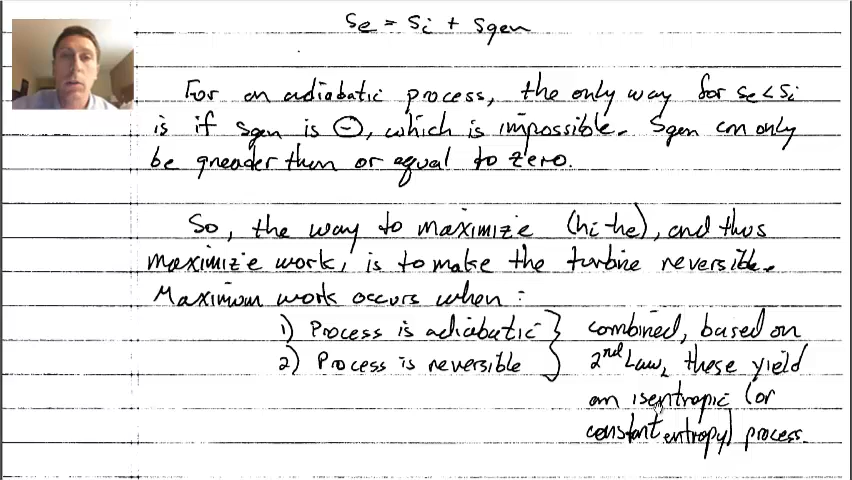 se = si + sgen
For an adiabatic process, the only way for se < si
is if sgen is ⊖, which is impossible. Sgen can only
be greader than or equal to zero.
So, the way to maximize (hi-he), and thus
maximize work, is to make the turbine reversible.
Maximum work occurs when:
1) Process is adiabatic } combined, based on
2) Process is reversible } 2nd Law, these yield
an isentropic (or
constant entropy) process.